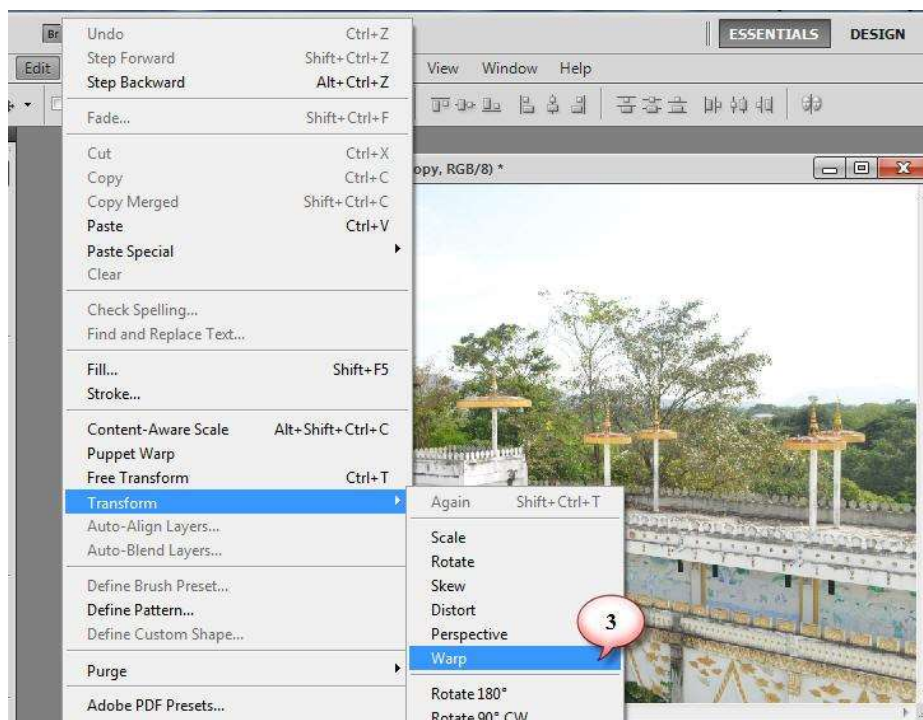 Br
ESSENTIALS DESIGN
Edit View Window Help
opy, RGB/8) *
Undo Ctrl+Z
Step Forward Shift+Ctrl+Z
Step Backward Alt+Ctrl+Z
Fade... Shift+Ctrl+F
Cut Ctrl+X
Copy Ctrl+C
Copy Merged Shift+Ctrl+C
Paste Ctrl+V
Paste Special
Clear
Check Spelling...
Find and Replace Text...
Fill... Shift+F5
Stroke...
Content-Aware Scale Alt+Shift+Ctrl+C
Puppet Warp
Free Transform Ctrl+T
Transform
Auto-Align Layers...
Auto-Blend Layers...
Define Brush Preset...
Define Pattern...
Define Custom Shape...
Purge
Adobe PDF Presets...
Again Shift+Ctrl+T
Scale
Rotate
Skew
Distort
Perspective
Warp
3
Rotate 180°
Rotate 90° CW